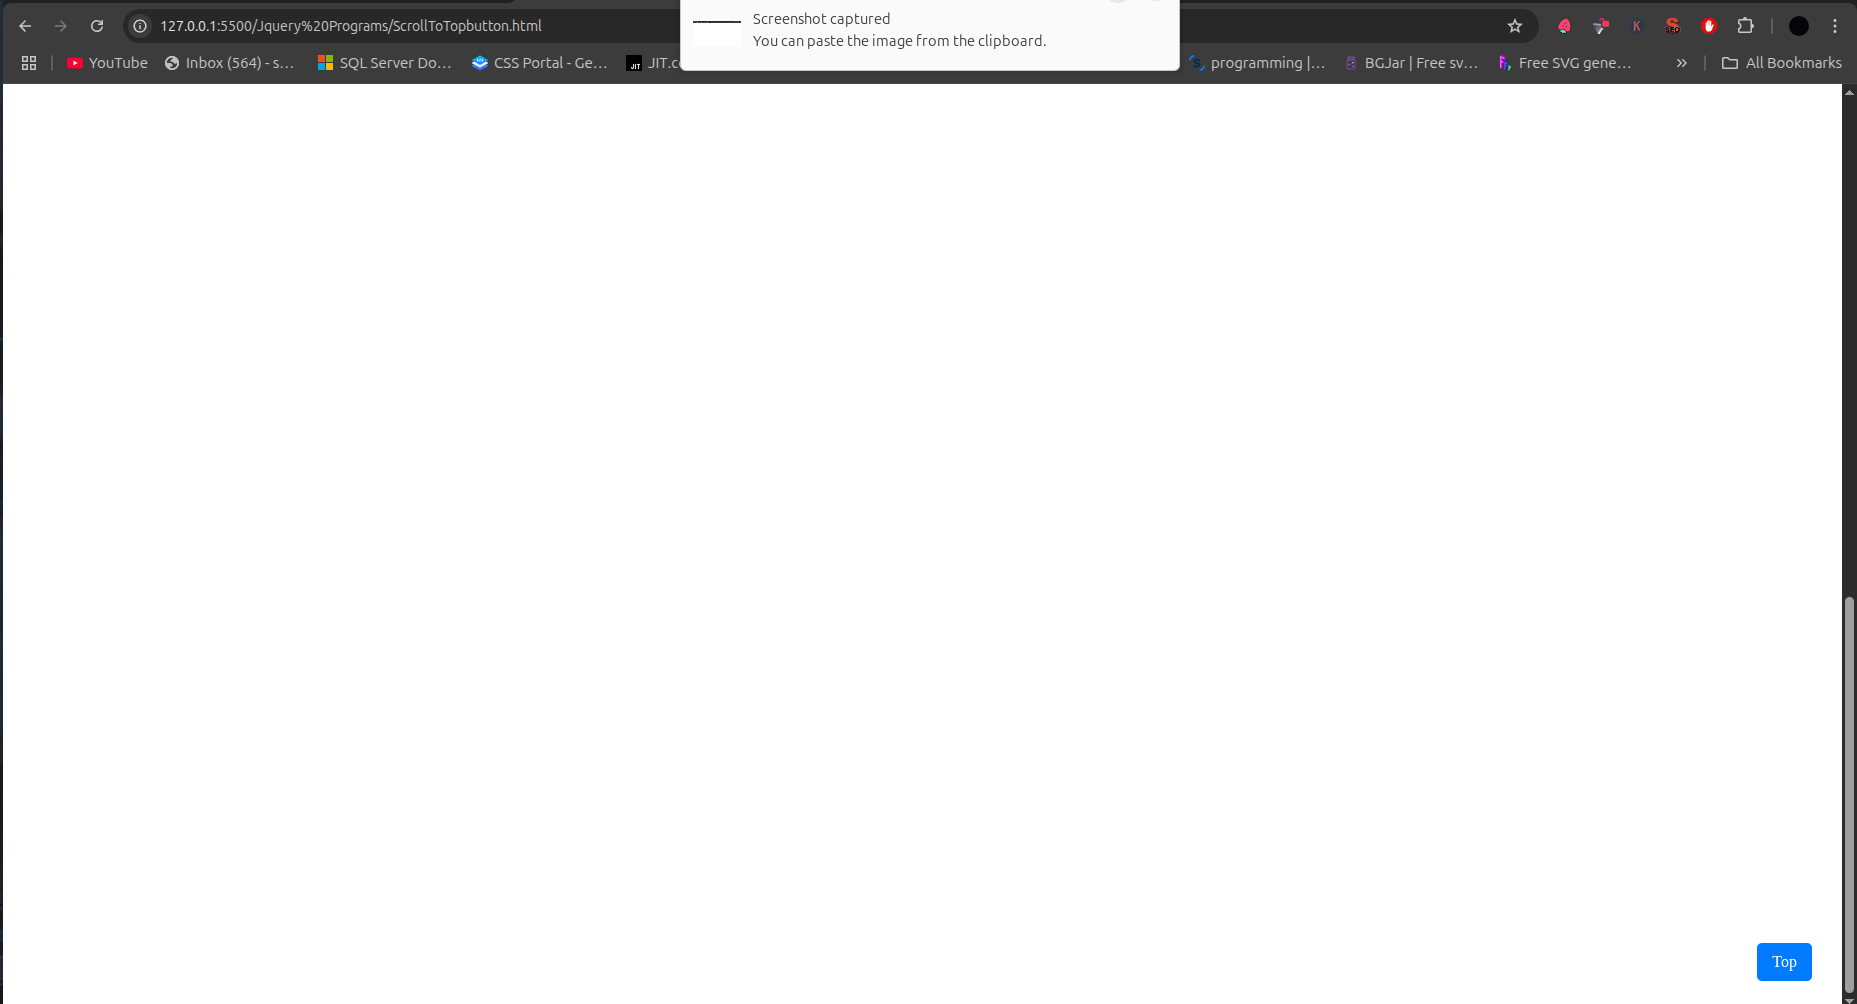 127.0.0.1:5500/Jquery%20Programs/ScrollToTopbutton.html
Screenshot captured
You can paste the image from the clipboard.
YouTube
Inbox (564) - s...
SQL Server Do...
CSS Portal - Ge...
JIT
JIT.c
programming |...
BGJar | Free sv...
Free SVG gene...
All Bookmarks
Top